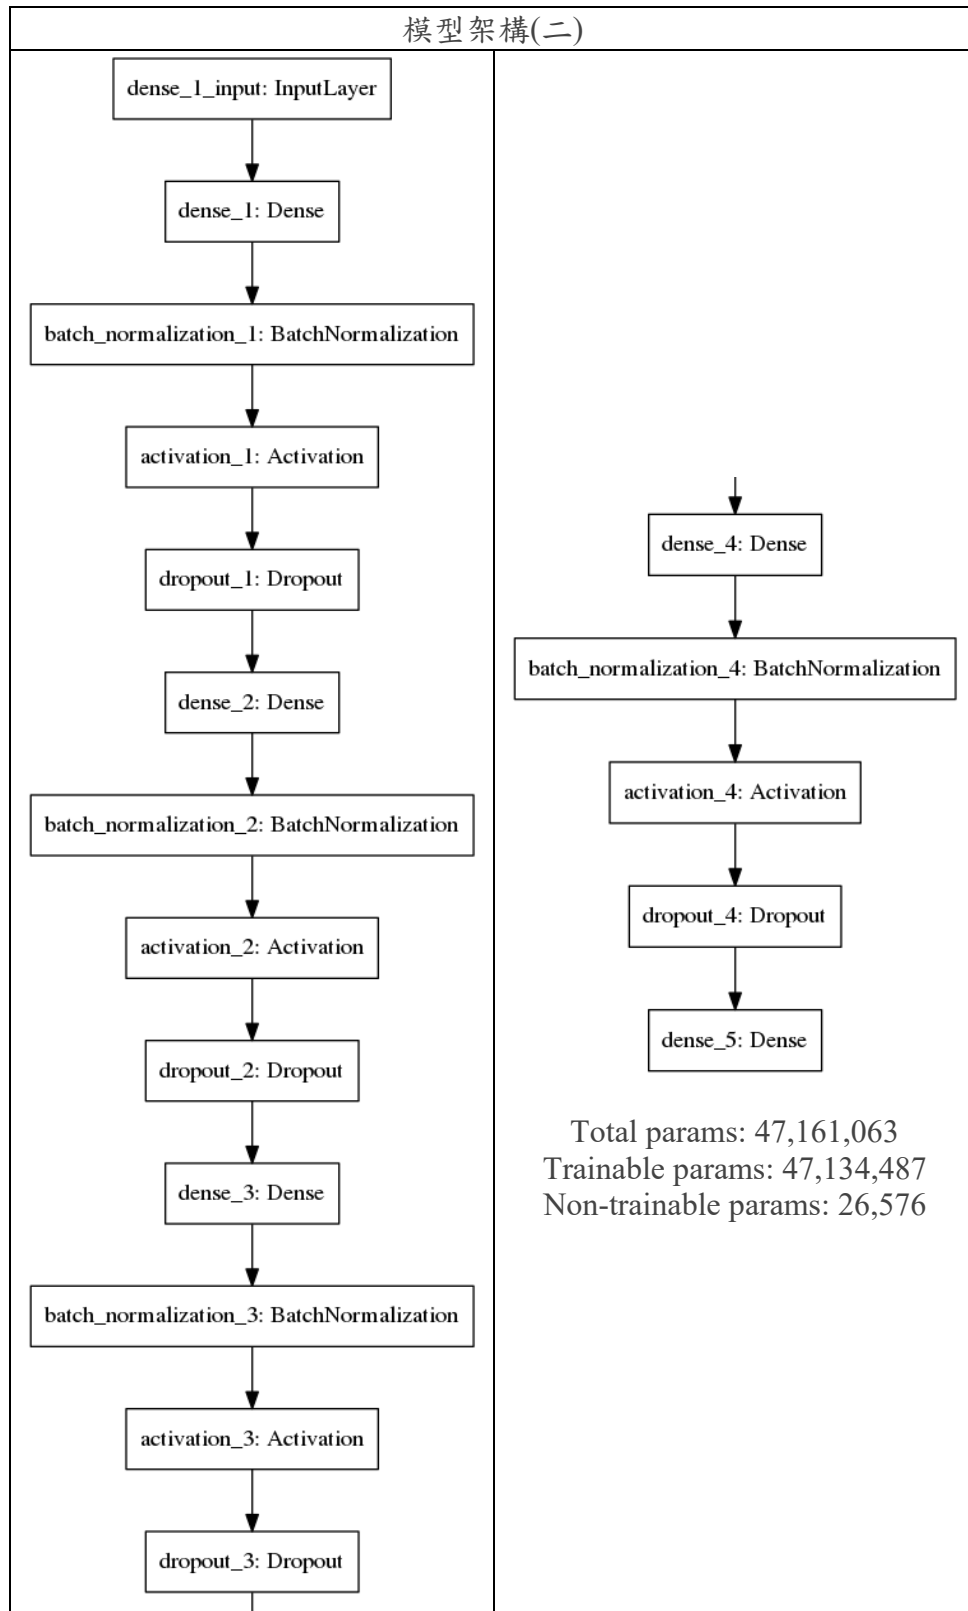 模型架構(二)
dense_1_input: InputLayer
dense_1: Dense
batch_normalization_1: BatchNormalization
activation_1: Activation
dropout_1: Dropout
dense_2: Dense
batch_normalization_2: BatchNormalization
activation_2: Activation
dropout_2: Dropout
dense_3: Dense
batch_normalization_3: BatchNormalization
activation_3: Activation
dropout_3: Dropout
dense_4: Dense
batch_normalization_4: BatchNormalization
activation_4: Activation
dropout_4: Dropout
dense_5: Dense
Total params: 47,161,063
Trainable params: 47,134,487
Non-trainable params: 26,576